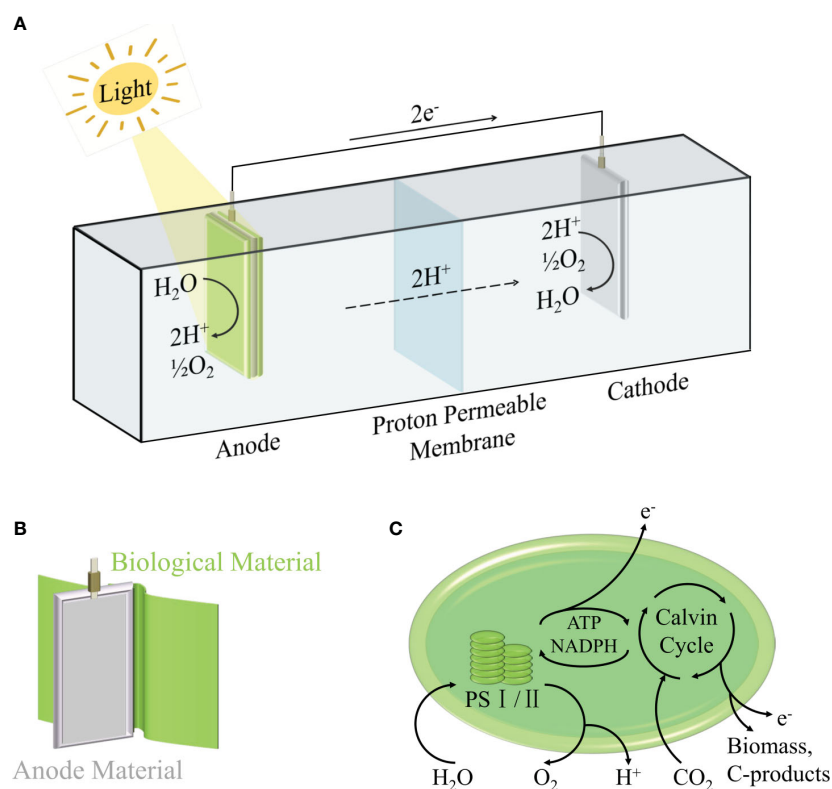 A
Light
2e⁻
H₂O
2H⁺
½O₂
2H⁺
2H⁺
½O₂
H₂O
Anode
Proton Permeable
Membrane
Cathode
B
Biological Material
Anode Material
C
e⁻
ATP
NADPH
Calvin
Cycle
PS Ⅰ / Ⅱ
H₂O
O₂
H⁺
CO₂
e⁻
Biomass,
C-products